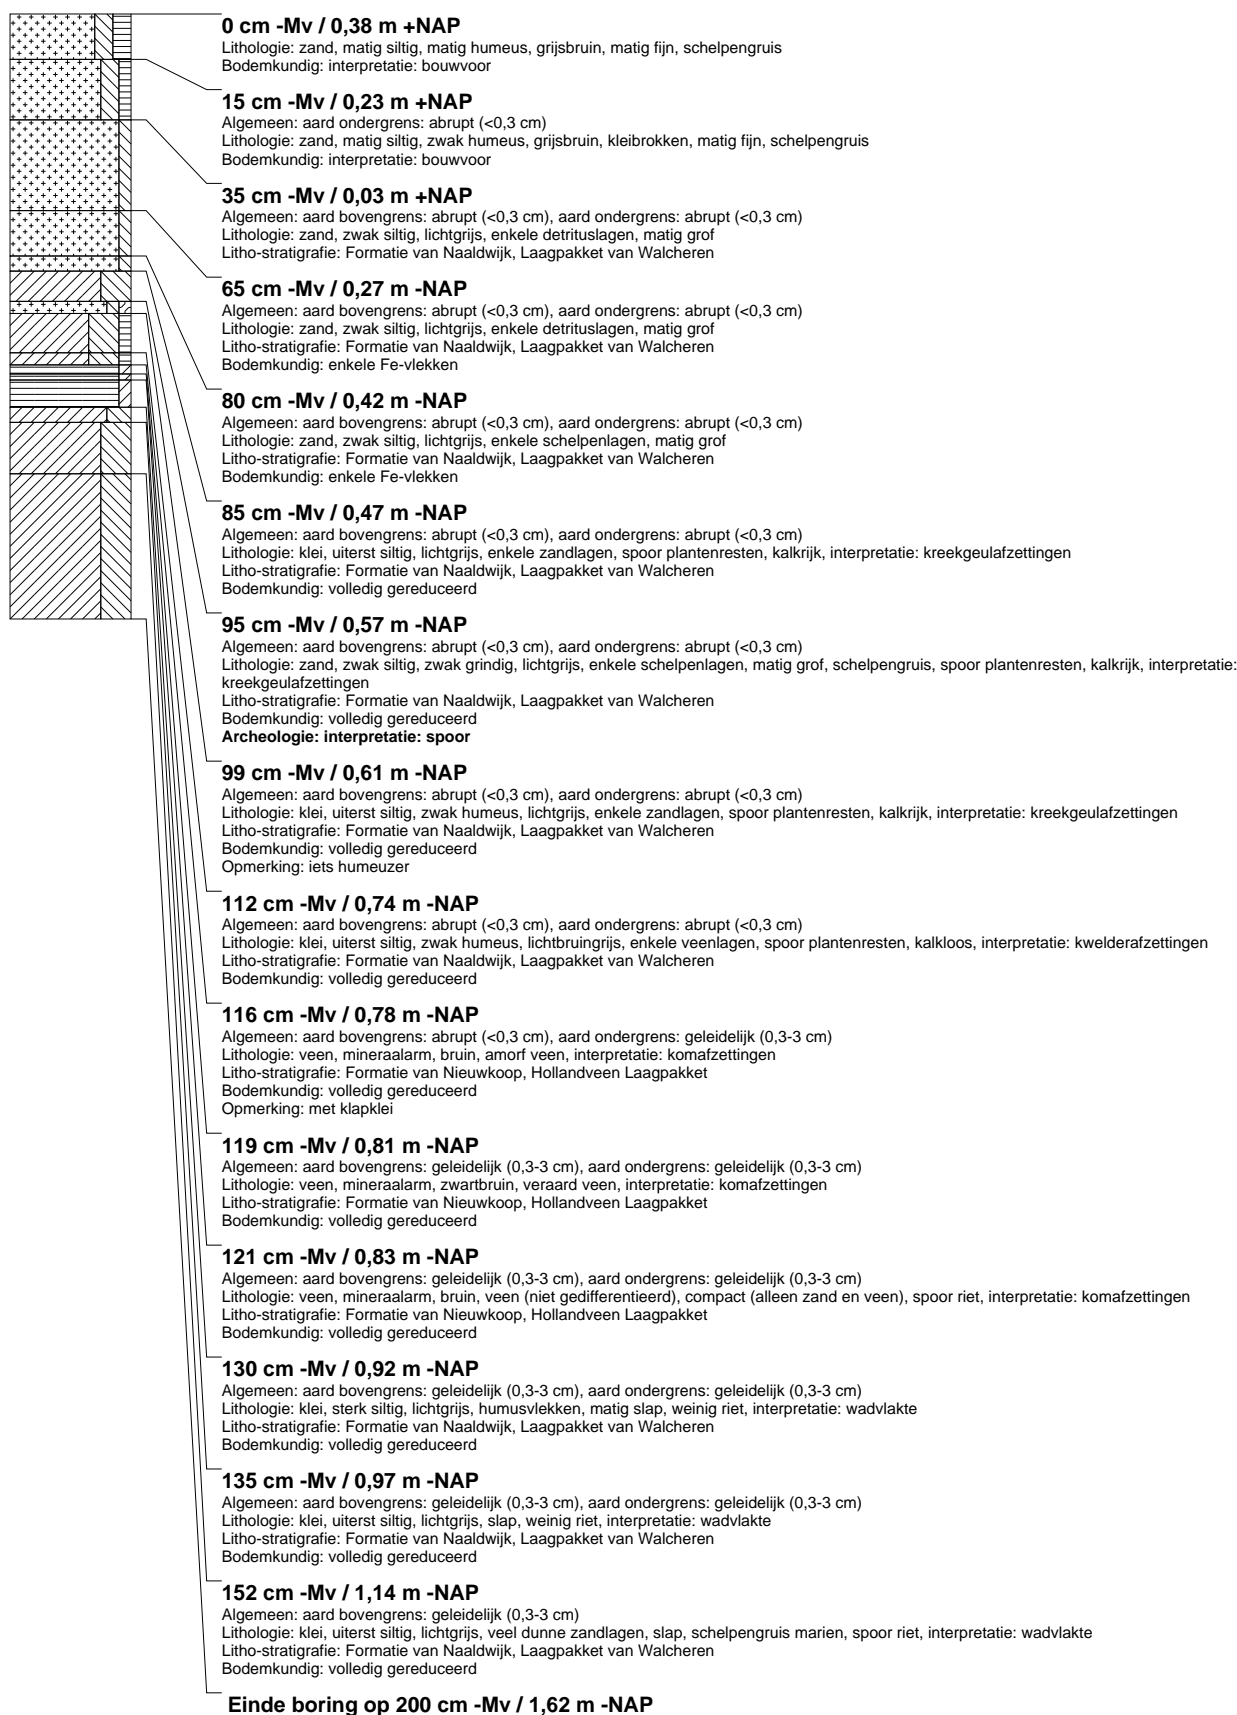 0 cm -Mv / 0,38 m +NAP
Lithologie: zand, matig siltig, matig humeus, grijsbruin, matig fijn, schelpengruis
Bodemkundig: interpretatie: bouwvoor
15 cm -Mv / 0,23 m +NAP
Algemeen: aard ondergrens: abrupt (<0,3 cm)
Lithologie: zand, matig siltig, zwak humeus, grijsbruin, kleibrokken, matig fijn, schelpengruis
Bodemkundig: interpretatie: bouwvoor
35 cm -Mv / 0,03 m +NAP
Algemeen: aard bovengrens: abrupt (<0,3 cm), aard ondergrens: abrupt (<0,3 cm)
Lithologie: zand, zwak siltig, lichtgrijs, enkele detrituslagen, matig grof
Litho-stratigrafie: Formatie van Naaldwijk, Laagpakket van Walcheren
65 cm -Mv / 0,27 m -NAP
Algemeen: aard bovengrens: abrupt (<0,3 cm), aard ondergrens: abrupt (<0,3 cm)
Lithologie: zand, zwak siltig, lichtgrijs, enkele detrituslagen, matig grof
Litho-stratigrafie: Formatie van Naaldwijk, Laagpakket van Walcheren
Bodemkundig: enkele Fe-vlekken
80 cm -Mv / 0,42 m -NAP
Algemeen: aard bovengrens: abrupt (<0,3 cm), aard ondergrens: abrupt (<0,3 cm)
Lithologie: zand, zwak siltig, lichtgrijs, enkele schelpenlagen, matig grof
Litho-stratigrafie: Formatie van Naaldwijk, Laagpakket van Walcheren
Bodemkundig: enkele Fe-vlekken
85 cm -Mv / 0,47 m -NAP
Algemeen: aard bovengrens: abrupt (<0,3 cm), aard ondergrens: abrupt (<0,3 cm)
Lithologie: klei, uiterst siltig, lichtgrijs, enkele zandlagen, spoor plantenresten, kalkrijk, interpretatie: kreekgeulafzettingen
Litho-stratigrafie: Formatie van Naaldwijk, Laagpakket van Walcheren
Bodemkundig: volledig gereduceerd
95 cm -Mv / 0,57 m -NAP
Algemeen: aard bovengrens: abrupt (<0,3 cm), aard ondergrens: abrupt (<0,3 cm)
Lithologie: zand, zwak siltig, zwak grindig, lichtgrijs, enkele schelpenlagen, matig grof, schelpengruis, spoor plantenresten, kalkrijk, interpretatie:
kreekgeulafzettingen
Litho-stratigrafie: Formatie van Naaldwijk, Laagpakket van Walcheren
Bodemkundig: volledig gereduceerd
Archeologie: interpretatie: spoor
99 cm -Mv / 0,61 m -NAP
Algemeen: aard bovengrens: abrupt (<0,3 cm), aard ondergrens: abrupt (<0,3 cm)
Lithologie: klei, uiterst siltig, zwak humeus, lichtgrijs, enkele zandlagen, spoor plantenresten, kalkrijk, interpretatie: kreekgeulafzettingen
Litho-stratigrafie: Formatie van Naaldwijk, Laagpakket van Walcheren
Bodemkundig: volledig gereduceerd
Opmerking: iets humeuzer
112 cm -Mv / 0,74 m -NAP
Algemeen: aard bovengrens: abrupt (<0,3 cm), aard ondergrens: abrupt (<0,3 cm)
Lithologie: klei, uiterst siltig, zwak humeus, lichtbruingrijs, enkele veenlagen, spoor plantenresten, kalkloos, interpretatie: kwelderafzettingen
Litho-stratigrafie: Formatie van Naaldwijk, Laagpakket van Walcheren
Bodemkundig: volledig gereduceerd
116 cm -Mv / 0,78 m -NAP
Algemeen: aard bovengrens: abrupt (<0,3 cm), aard ondergrens: geleidelijk (0,3-3 cm)
Lithologie: veen, mineraalarm, bruin, amorf veen, interpretatie: komafzettingen
Litho-stratigrafie: Formatie van Nieuwkoop, Hollandveen Laagpakket
Bodemkundig: volledig gereduceerd
Opmerking: met klapklei
119 cm -Mv / 0,81 m -NAP
Algemeen: aard bovengrens: geleidelijk (0,3-3 cm), aard ondergrens: geleidelijk (0,3-3 cm)
Lithologie: veen, mineraalarm, zwartbruin, veraard veen, interpretatie: komafzettingen
Litho-stratigrafie: Formatie van Nieuwkoop, Hollandveen Laagpakket
Bodemkundig: volledig gereduceerd
121 cm -Mv / 0,83 m -NAP
Algemeen: aard bovengrens: geleidelijk (0,3-3 cm), aard ondergrens: geleidelijk (0,3-3 cm)
Lithologie: veen, mineraalarm, bruin, veen (niet gedifferentieerd), compact (alleen zand en veen), spoor riet, interpretatie: komafzettingen
Litho-stratigrafie: Formatie van Nieuwkoop, Hollandveen Laagpakket
Bodemkundig: volledig gereduceerd
130 cm -Mv / 0,92 m -NAP
Algemeen: aard bovengrens: geleidelijk (0,3-3 cm), aard ondergrens: geleidelijk (0,3-3 cm)
Lithologie: klei, sterk siltig, lichtgrijs, humusvlekken, matig slap, weinig riet, interpretatie: wadvlakte
Litho-stratigrafie: Formatie van Naaldwijk, Laagpakket van Walcheren
Bodemkundig: volledig gereduceerd
135 cm -Mv / 0,97 m -NAP
Algemeen: aard bovengrens: geleidelijk (0,3-3 cm), aard ondergrens: geleidelijk (0,3-3 cm)
Lithologie: klei, uiterst siltig, lichtgrijs, slap, weinig riet, interpretatie: wadvlakte
Litho-stratigrafie: Formatie van Naaldwijk, Laagpakket van Walcheren
Bodemkundig: volledig gereduceerd
152 cm -Mv / 1,14 m -NAP
Algemeen: aard bovengrens: geleidelijk (0,3-3 cm)
Lithologie: klei, uiterst siltig, lichtgrijs, veel dunne zandlagen, slap, schelpengruis marien, spoor riet, interpretatie: wadvlakte
Litho-stratigrafie: Formatie van Naaldwijk, Laagpakket van Walcheren
Bodemkundig: volledig gereduceerd
Einde boring op 200 cm -Mv / 1,62 m -NAP